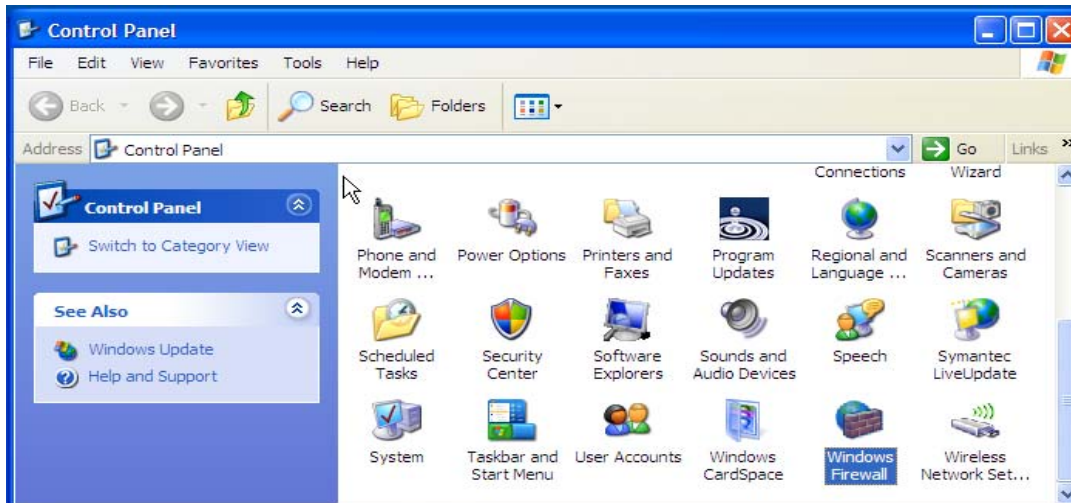 Control Panel
File Edit View Favorites Tools Help
Back Search Folders
Address Control Panel Go Links »
Control Panel
Switch to Category View
See Also
Windows Update
Help and Support
Connections Wizard
Phone and Modem ... Power Options Printers and Faxes Program Updates Regional and Language ... Scanners and Cameras
Scheduled Tasks Security Center Software Explorers Sounds and Audio Devices Speech Symantec LiveUpdate
System Taskbar and Start Menu User Accounts Windows CardSpace Windows Firewall Wireless Network Set...